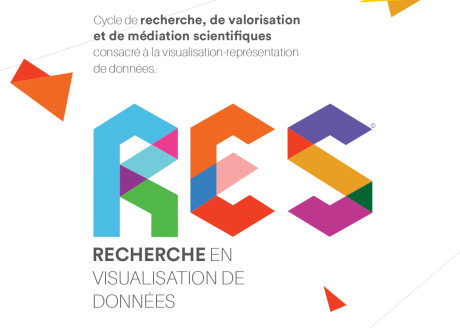 Cycle de recherche, de valorisation
et de médiation scientifiques
consacré à la visualisation-représentation
de données.
RES
©
RECHERCHE EN
VISUALISATION DE
DONNÉES